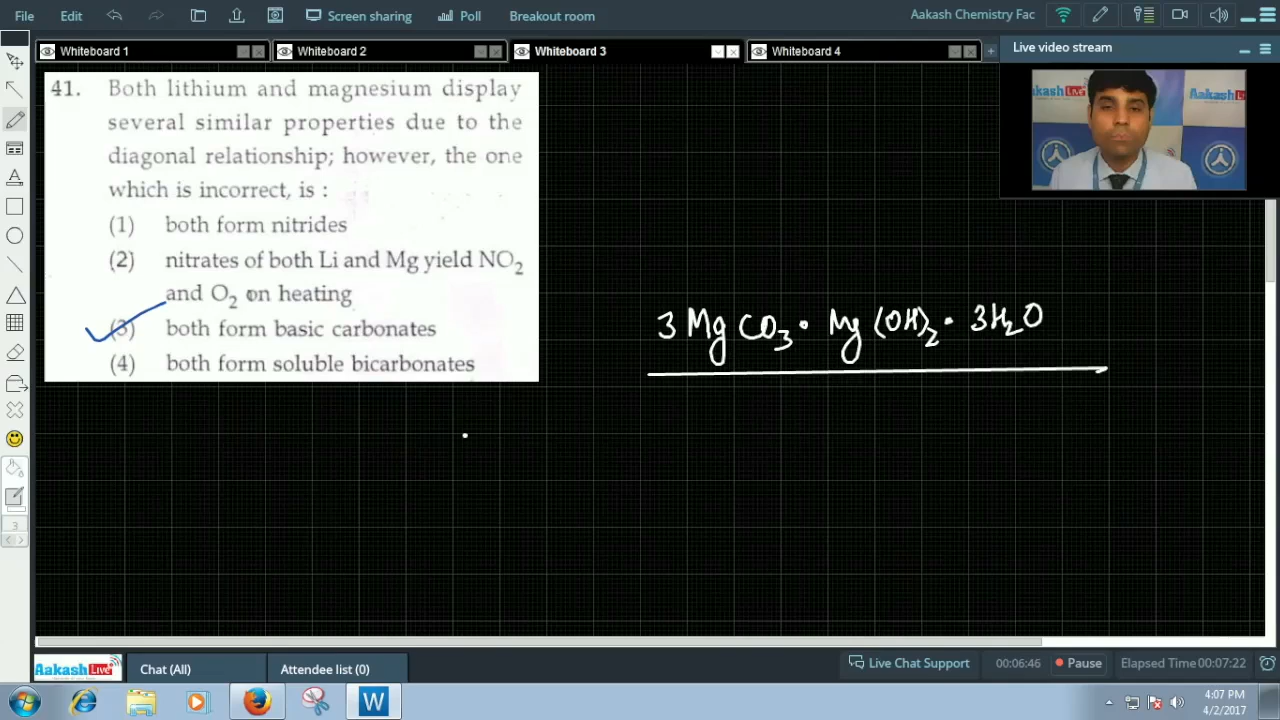 File Edit Screen sharing Poll Breakout room Aakash Chemistry Fac
Whiteboard 1 Whiteboard 2 Whiteboard 3 Whiteboard 4
Live video stream
41. Both lithium and magnesium display
several similar properties due to the
diagonal relationship; however, the one
which is incorrect, is :
(1) both form nitrides
(2) nitrates of both Li and Mg yield NO₂
and O₂ on heating
(3) both form basic carbonates
(4) both form soluble bicarbonates
3 MgCO₃ · Mg(OH)₂ · 3H₂O
3
Aakash Live Chat (All) Attendee list (0) Live Chat Support 00:06:46 Pause Elapsed Time 00:07:22
4:07 PM
4/2/2017